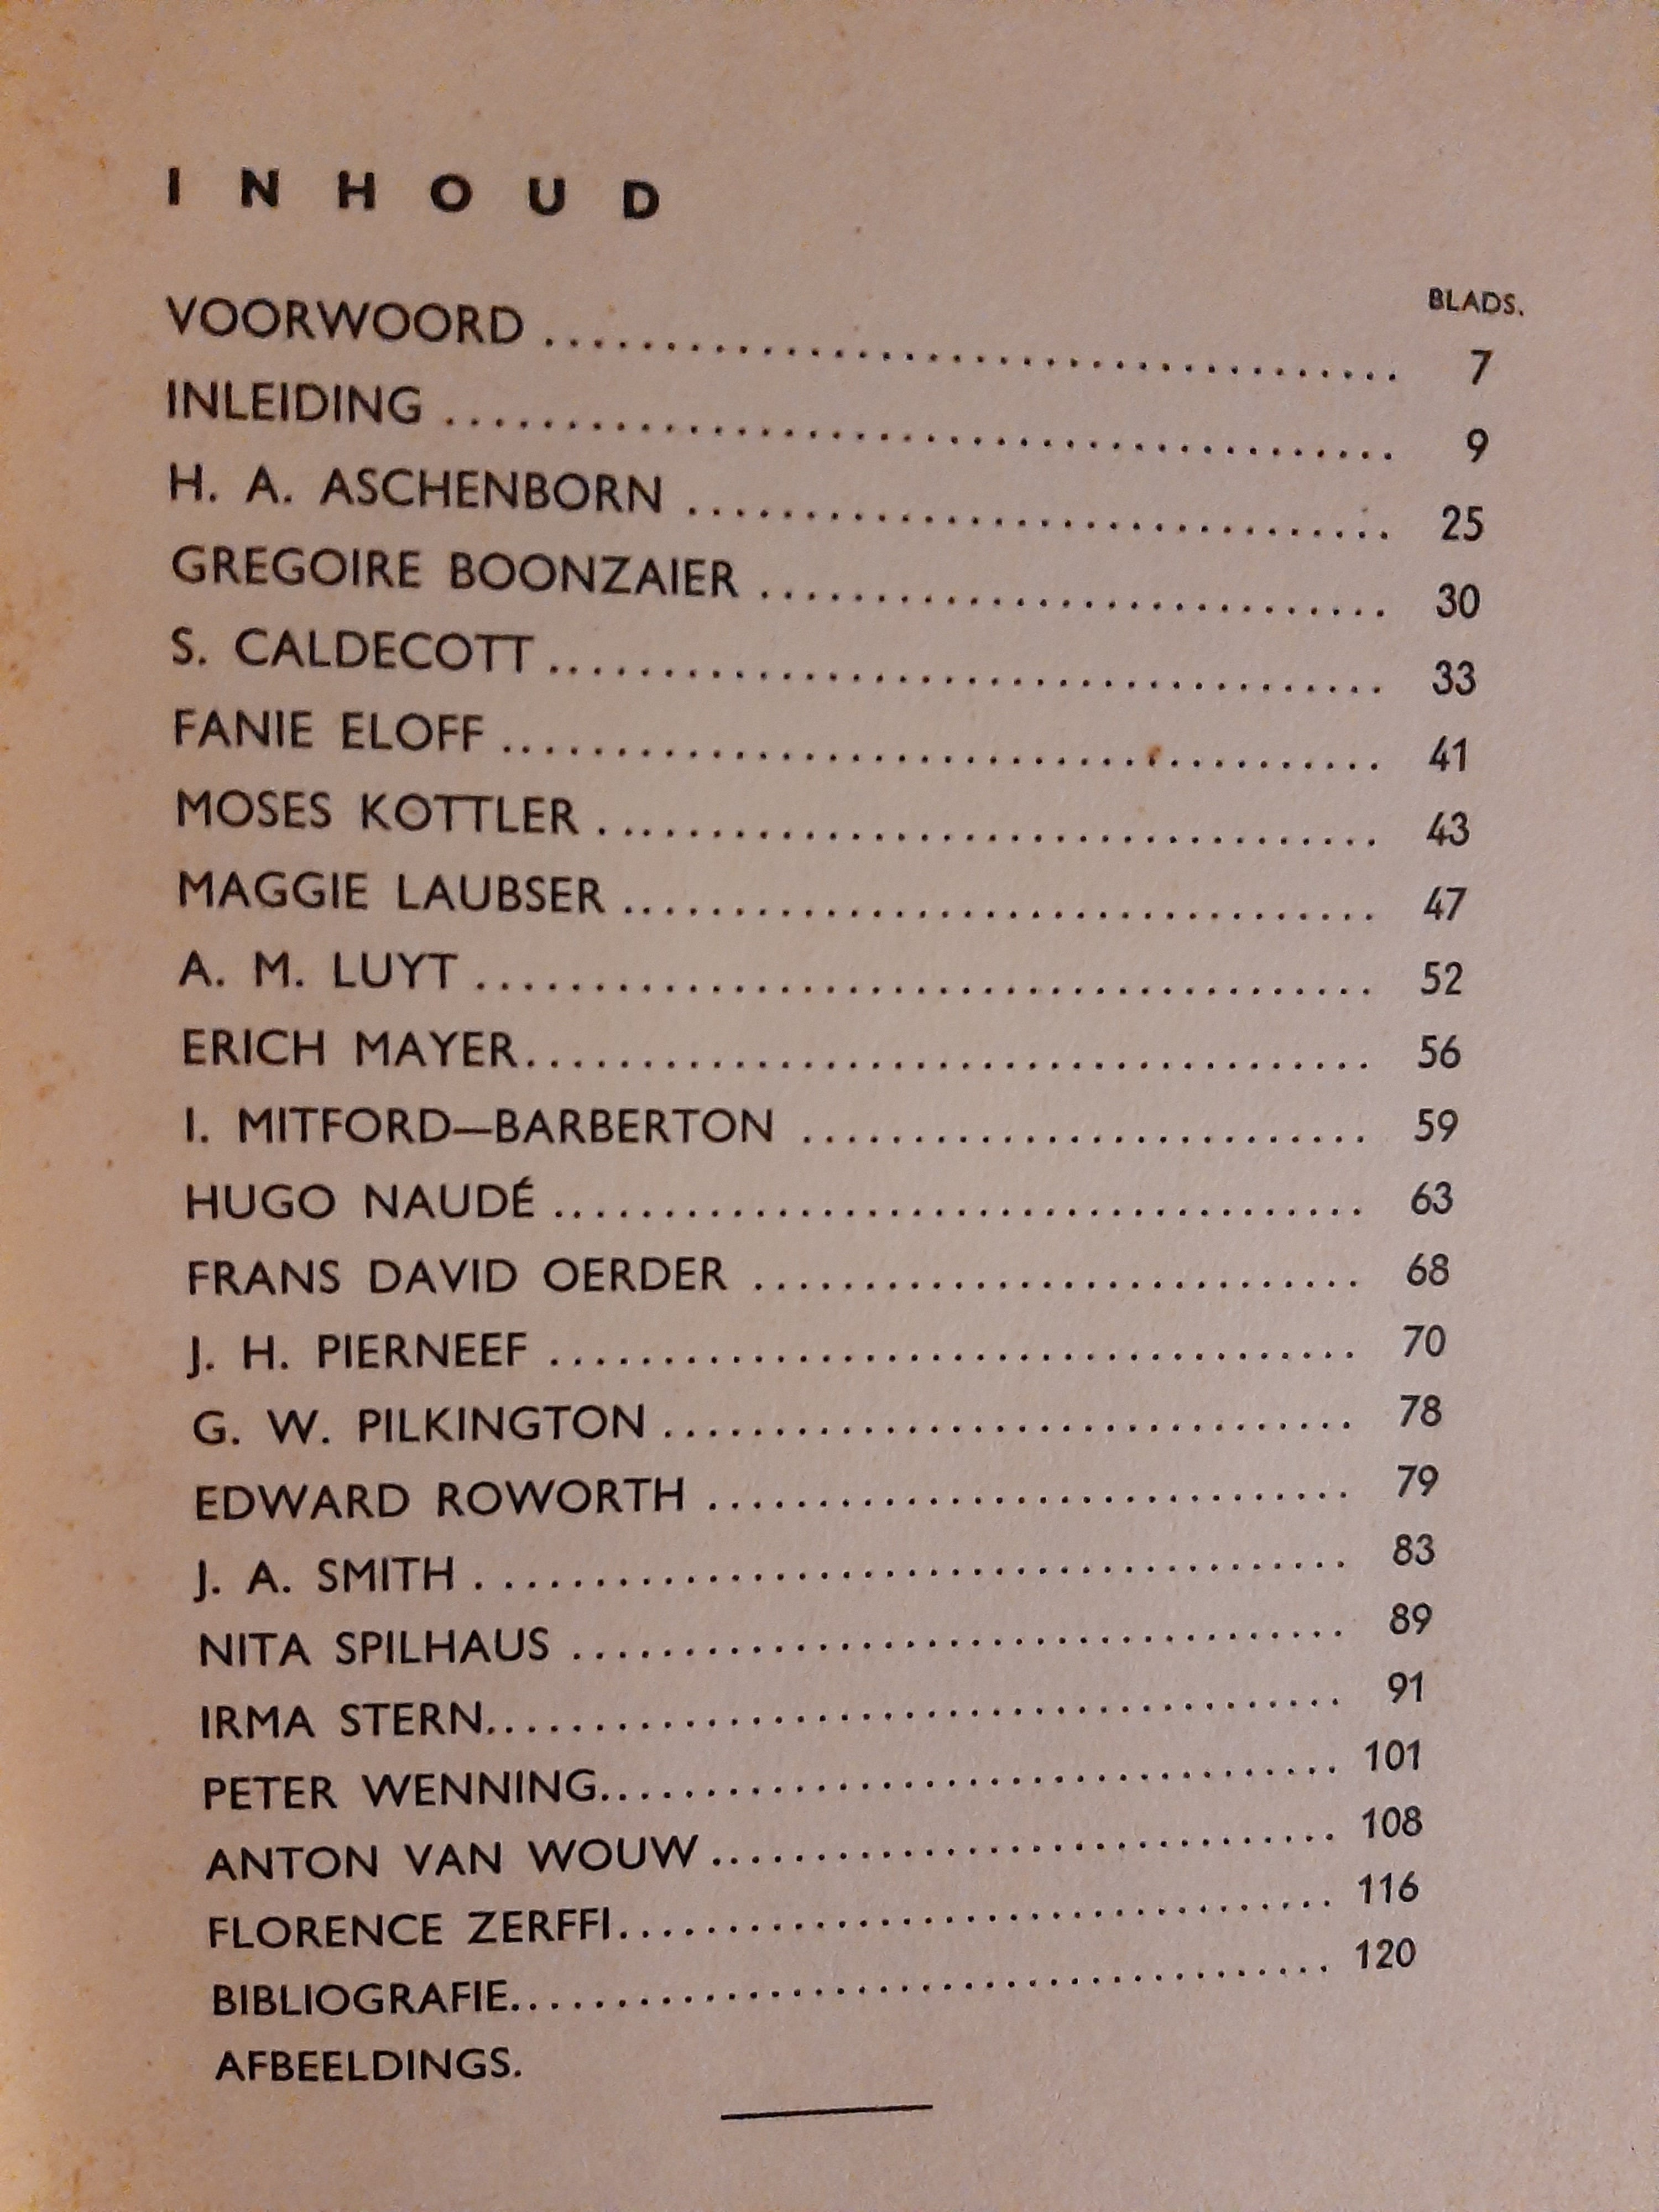 INHOUD
BLADS.
VOORWOORD ........................................ 7
INLEIDING ........................................ 9
H. A. ASCHENBORN ................................ 25
GREGOIRE BOONZAIER ............................ 30
S. CALDECOTT .................................... 33
FANIE ELOFF ...................................... 41
MOSES KOTTLER ................................... 43
MAGGIE LAUBSER .................................. 47
A. M. LUYT ....................................... 52
ERICH MAYER ..................................... 56
I. MITFORD—BARBERTON ......................... 59
HUGO NAUDÉ ...................................... 63
FRANS DAVID OERDER ............................ 68
J. H. PIERNEEF ................................... 70
G. W. PILKINGTON ............................... 78
EDWARD ROWORTH ............................... 79
J. A. SMITH ...................................... 83
NITA SPILHAUS ................................... 89
IRMA STERN ...................................... 91
PETER WENNING ................................. 101
ANTON VAN WOUW ............................. 108
FLORENCE ZERFFI ................................ 116
BIBLIOGRAFIE ..................................... 120
AFBEELDINGS.